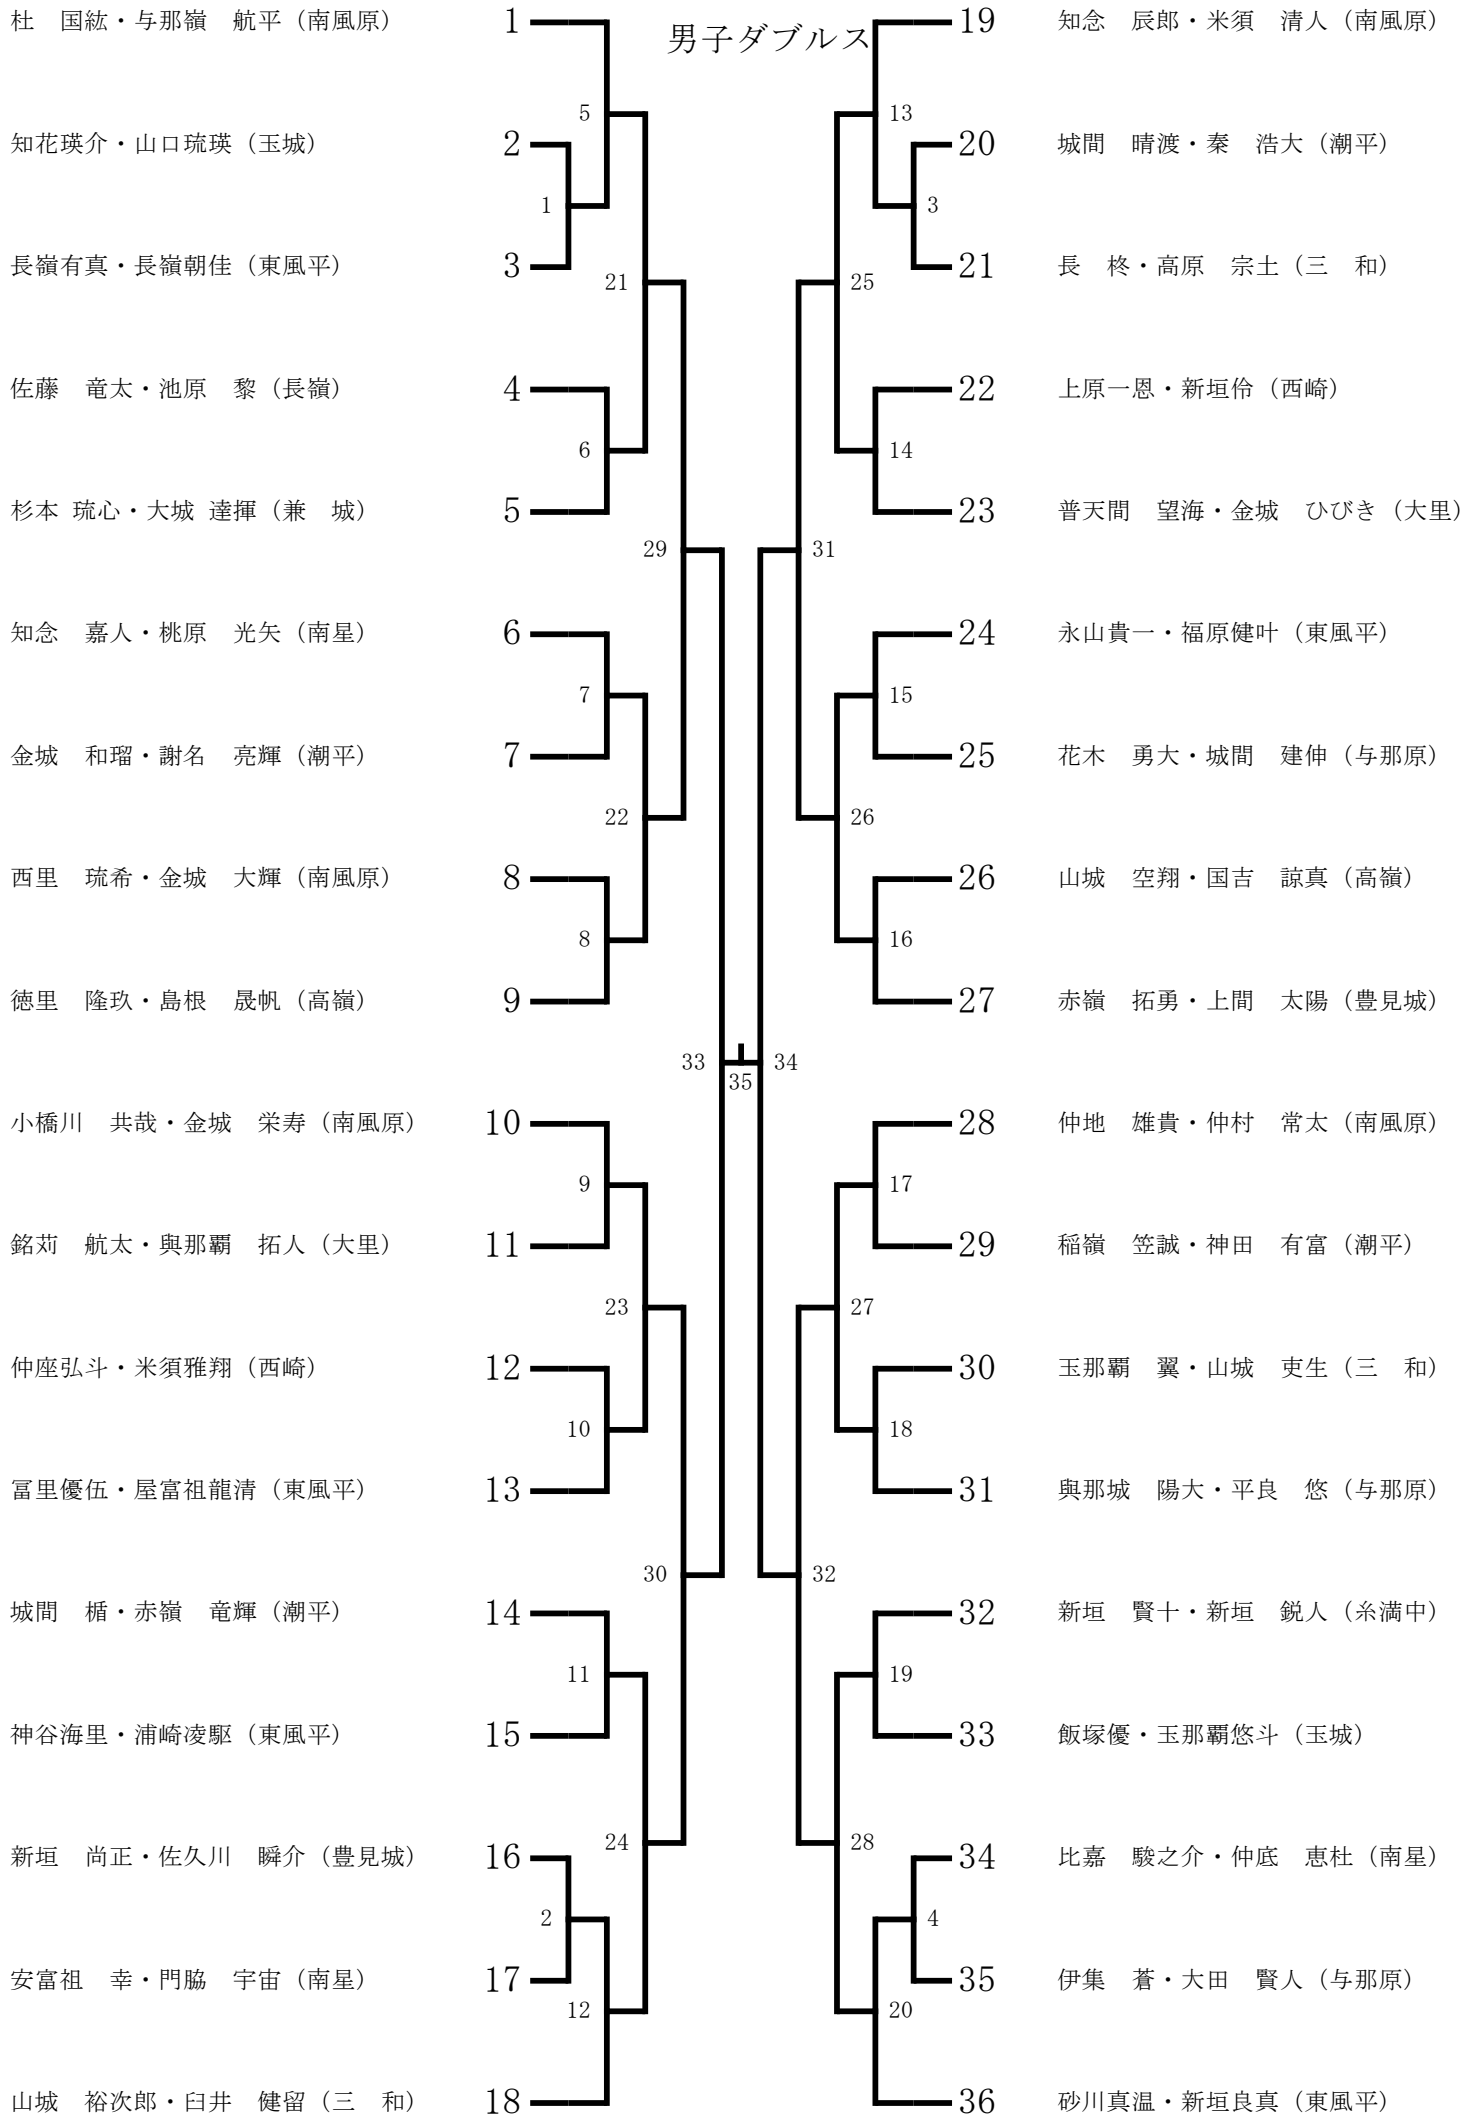 男子ダブルス
杜　国紘・与那嶺　航平（南風原） 1
5
知花瑛介・山口琉瑛（玉城） 2
1
長嶺有真・長嶺朝佳（東風平） 3
21
佐藤　竜太・池原　黎（長嶺） 4
6
杉本 琉心・大城 達揮（兼　城） 5
29
知念　嘉人・桃原　光矢（南星） 6
7
金城　和瑠・謝名　亮輝（潮平） 7
22
西里　琉希・金城　大輝（南風原） 8
8
徳里　隆玖・島根　晟帆（高嶺） 9
33
35
小橋川　共哉・金城　栄寿（南風原） 10
9
銘苅　航太・與那覇　拓人（大里） 11
23
仲座弘斗・米須雅翔（西崎） 12
10
冨里優伍・屋富祖龍清（東風平） 13
30
城間　楯・赤嶺　竜輝（潮平） 14
11
神谷海里・浦崎凌駆（東風平） 15
24
新垣　尚正・佐久川　瞬介（豊見城） 16
2
安富祖　幸・門脇　宇宙（南星） 17
12
山城　裕次郎・臼井　健留（三　和） 18
19 知念　辰郎・米須　清人（南風原）
13
20 城間　晴渡・秦　浩大（潮平）
3
21 長　柊・高原　宗土（三　和）
25
22 上原一恩・新垣伶（西崎）
14
23 普天間　望海・金城　ひびき（大里）
31
24 永山貴一・福原健叶（東風平）
15
25 花木　勇大・城間　建伸（与那原）
26
26 山城　空翔・国吉　諒真（高嶺）
16
27 赤嶺　拓勇・上間　太陽（豊見城）
34
28 仲地　雄貴・仲村　常太（南風原）
17
29 稲嶺　笠誠・神田　有富（潮平）
27
30 玉那覇　翼・山城　吏生（三　和）
18
31 與那城　陽大・平良　悠（与那原）
32
32 新垣　賢十・新垣　鋭人（糸満中）
19
33 飯塚優・玉那覇悠斗（玉城）
28
34 比嘉　駿之介・仲底　恵杜（南星）
4
35 伊集　蒼・大田　賢人（与那原）
20
36 砂川真温・新垣良真（東風平）